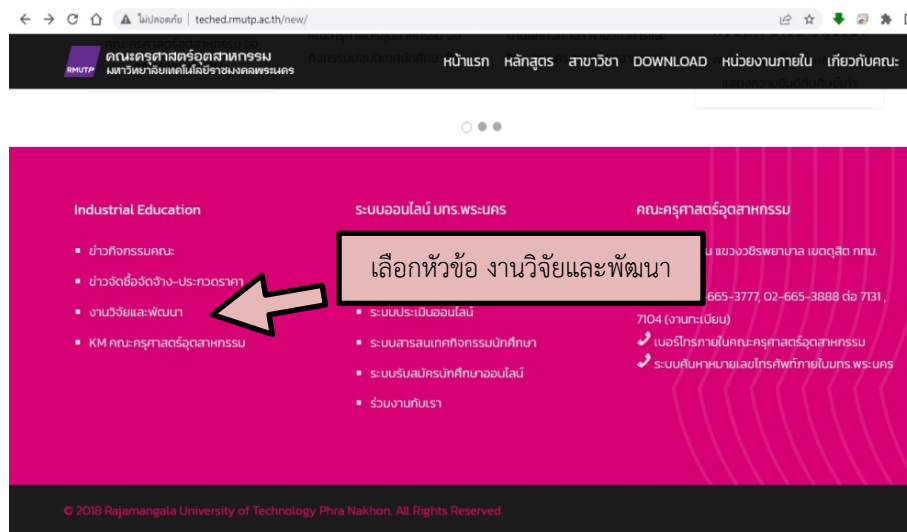 ไม่ปลอดภัย | teched.rmutp.ac.th/new/
RMUTP
คณะครุศาสตร์อุตสาหกรรม
มหาวิทยาลัยเทคโนโลยีราชมงคลพระนคร
หน้าแรก หลักสูตร สาขาวิชา DOWNLOAD หน่วยงานภายใน เกี่ยวกับคณะ
Industrial Education
ข่าวกิจกรรมคณะ
ข่าวจัดซื้อจัดจ้าง-ประกวดราคา
งานวิจัยและพัฒนา
KM คณะครุศาสตร์อุตสาหกรรม
ระบบออนไลน์ มทร.พระนคร
ระบบประเมินออนไลน์
ระบบสารสนเทศกิจกรรมนักศึกษา
ระบบรับสมัครนักศึกษาออนไลน์
ร่วมงานกับเรา
เลือกหัวข้อ งานวิจัยและพัฒนา
คณะครุศาสตร์อุตสาหกรรม
แขวงวชิรพยาบาล เขตดุสิต กทม.
-665-3777, 02-665-3888 ต่อ 7131 ,
7104 (งานทะเบียน)
เบอร์โทรภายในคณะครุศาสตร์อุตสาหกรรม
ระบบค้นหาหมายเลขโทรศัพท์ภายในมทร.พระนคร
© 2018 Rajamangala University of Technology Phra Nakhon. All Rights Reserved.